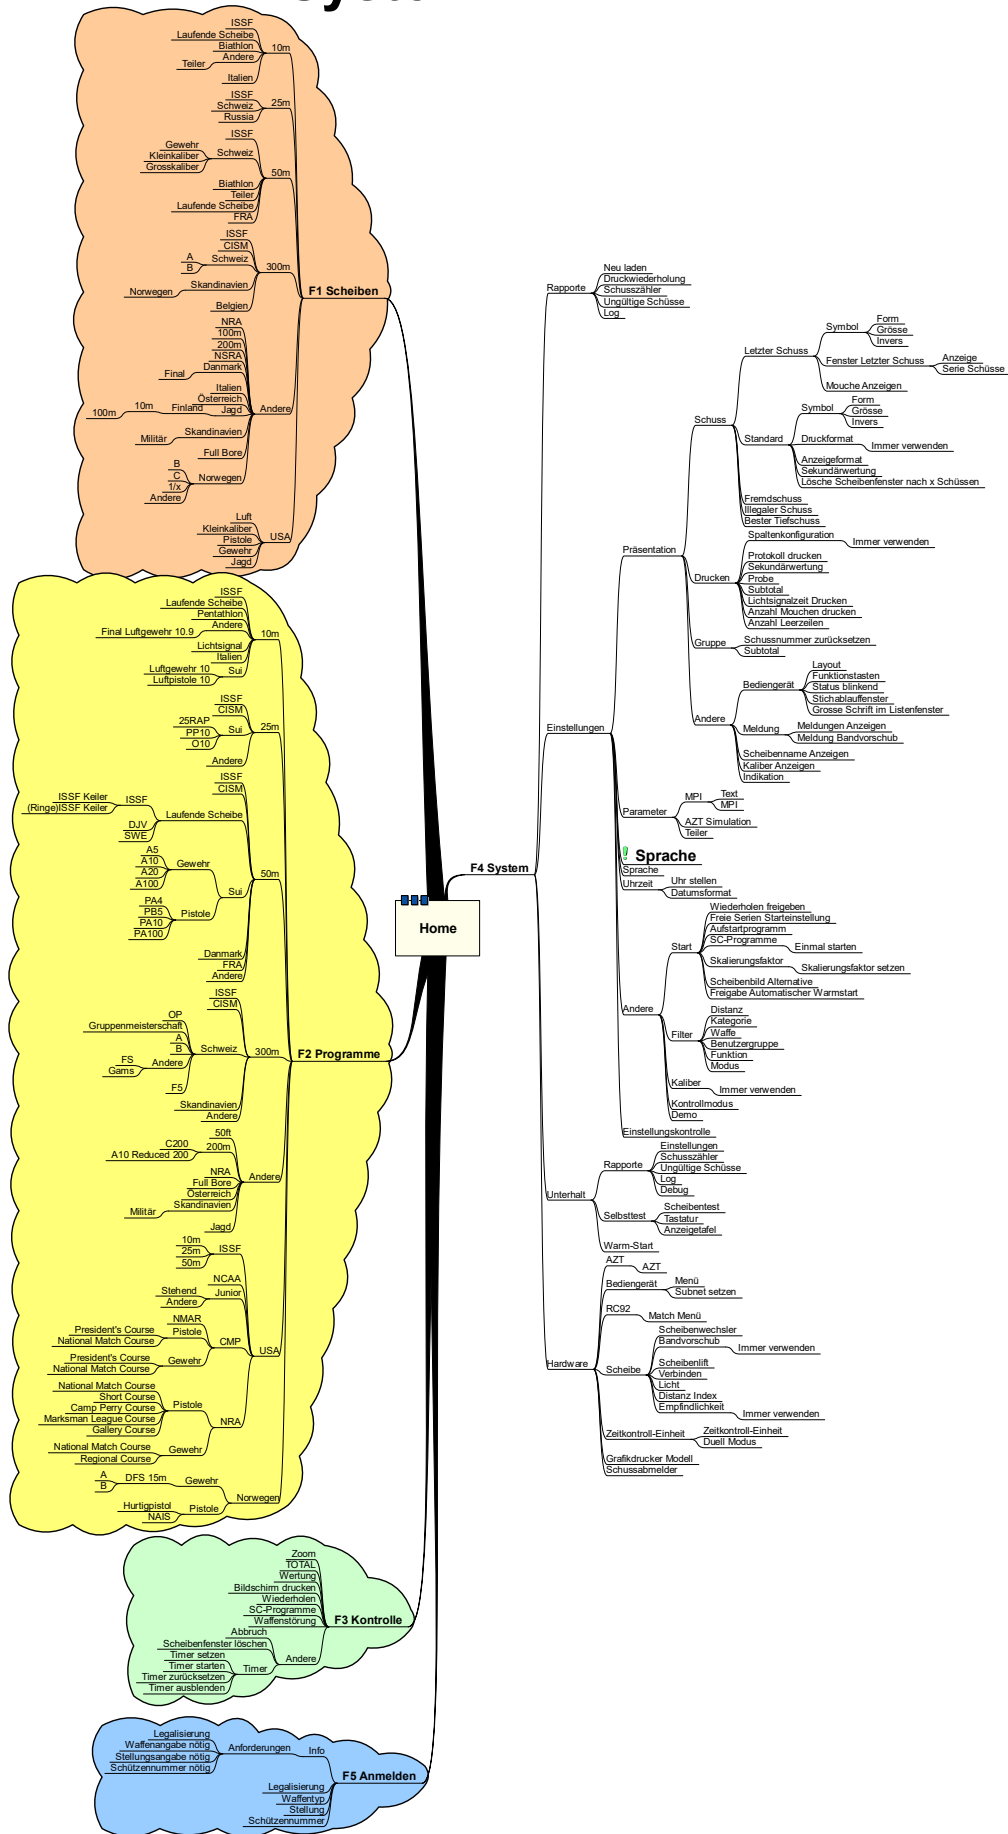 ISSF
Laufende Scheibe
Biathlon
Andere
Teiler
Italien
10m
ISSF
Schweiz
Russia
25m
ISSF
Gewehr
Kleinkaliber
Grosskaliber
Schweiz
Biathlon
Teiler
Laufende Scheibe
FRA
50m
ISSF
CISM
A
B
Schweiz
Norwegen
Skandinavien
Belgien
300m
F1 Scheiben
NRA
100m
200m
NSRA
Danmark
Final
Italien
Österreich
Jagd
Finland
10m
100m
Skandinavien
Militär
Full Bore
B
C
1/x
Andere
Norwegen
Andere
Luft
Kleinkaliber
Pistole
Gewehr
Jagd
USA
ISSF
Laufende Scheibe
Pentathlon
Andere
Final Luftgewehr 10.9
Lichtsignal
Italien
Luftgewehr 10
Luftpistole 10
Sui
10m
ISSF
CISM
25RAP
PP10
O10
Sui
Andere
25m
ISSF
CISM
ISSF Keiler
(Ringe)ISSF Keiler
ISSF
DJV
SWE
Laufende Scheibe
A5
A10
A20
A100
Gewehr
PA4
PB5
PA10
PA100
Pistole
Sui
Danmark
FRA
Andere
50m
ISSF
CISM
OP
Gruppenmeisterschaft
A
B
FS
Gams
Andere
F5
Schweiz
Skandinavien
Andere
300m
F2 Programme
50ft
C200
A10 Reduced 200
200m
NRA
Full Bore
Österreich
Skandinavien
Militär
Jagd
Andere
10m
25m
50m
ISSF
NCAA
Stehend
Andere
Junior
NMAR
President's Course
National Match Course
Pistole
President's Course
National Match Course
Gewehr
CMP
National Match Course
Short Course
Camp Perry Course
Marksman League Course
Gallery Course
Pistole
National Match Course
Regional Course
Gewehr
NRA
USA
A
B
DFS 15m
Gewehr
Hurtigpistol
NAIS
Pistole
Norwegen
Zoom
TOTAL
Wertung
Bildschirm drucken
Wiederholen
SC-Programme
Waffenstörung
F3 Kontrolle
Abbruch
Scheibenfenster löschen
Timer setzen
Timer starten
Timer zurücksetzen
Timer ausblenden
Timer
Andere
Legalisierung
Waffenangabe nötig
Stellungsangabe nötig
Schützennummer nötig
Anforderungen
Info
F5 Anmelden
Legalisierung
Waffentyp
Stellung
Schützennummer
Home
F4 System
Rapporte
Neu laden
Druckwiederholung
Schusszähler
Ungültige Schüsse
Log
Einstellungen
Präsentation
Schuss
Letzter Schuss
Symbol
Form
Grösse
Invers
Fenster Letzter Schuss
Anzeige
Serie Schüsse
Mouche Anzeigen
Standard
Symbol
Form
Grösse
Invers
Druckformat
Immer verwenden
Anzeigeformat
Sekundärwertung
Lösche Scheibenfenster nach x Schüssen
Fremdschuss
Illegaler Schuss
Bester Tiefschuss
Drucken
Spaltenkonfiguration
Immer verwenden
Protokoll drucken
Sekundärwertung
Probe
Subtotal
Lichtsignalzeit Drucken
Anzahl Mouchen drucken
Anzahl Leerzeilen
Gruppe
Schussnummer zurücksetzen
Subtotal
Andere
Bediengerät
Layout
Funktionstasten
Status blinkend
Stichablauffenster
Grosse Schrift im Listenfenster
Meldung
Meldungen Anzeigen
Meldung Bandvorschub
Scheibenname Anzeigen
Kaliber Anzeigen
Indikation
Parameter
MPI
Text
MPI
AZT Simulation
Teiler
! Sprache
Sprache
Uhrzeit
Uhr stellen
Datumsformat
Andere
Start
Wiederholen freigeben
Freie Serien Starteinstellung
Aufstartprogramm
SC-Programme
Einmal starten
Skalierungsfaktor
Skalierungsfaktor setzen
Scheibenbild Alternative
Freigabe Automatischer Warmstart
Filter
Distanz
Kategorie
Waffe
Benutzergruppe
Funktion
Modus
Kaliber
Immer verwenden
Kontrollmodus
Demo
Einstellungskontrolle
Unterhalt
Rapporte
Einstellungen
Schusszähler
Ungültige Schüsse
Log
Debug
Selbsttest
Scheibentest
Tastatur
Anzeigetafel
Warm-Start
Hardware
AZT
AZT
Bediengerät
Menü
Subnet setzen
RC92
Match Menü
Scheibe
Scheibenwechsler
Bandvorschub
Immer verwenden
Scheibenlift
Verbinden
Licht
Distanz Index
Empfindlichkeit
Immer verwenden
Zeitkontroll-Einheit
Zeitkontroll-Einheit
Duell Modus
Grafikdrucker Modell
Schussabmelder